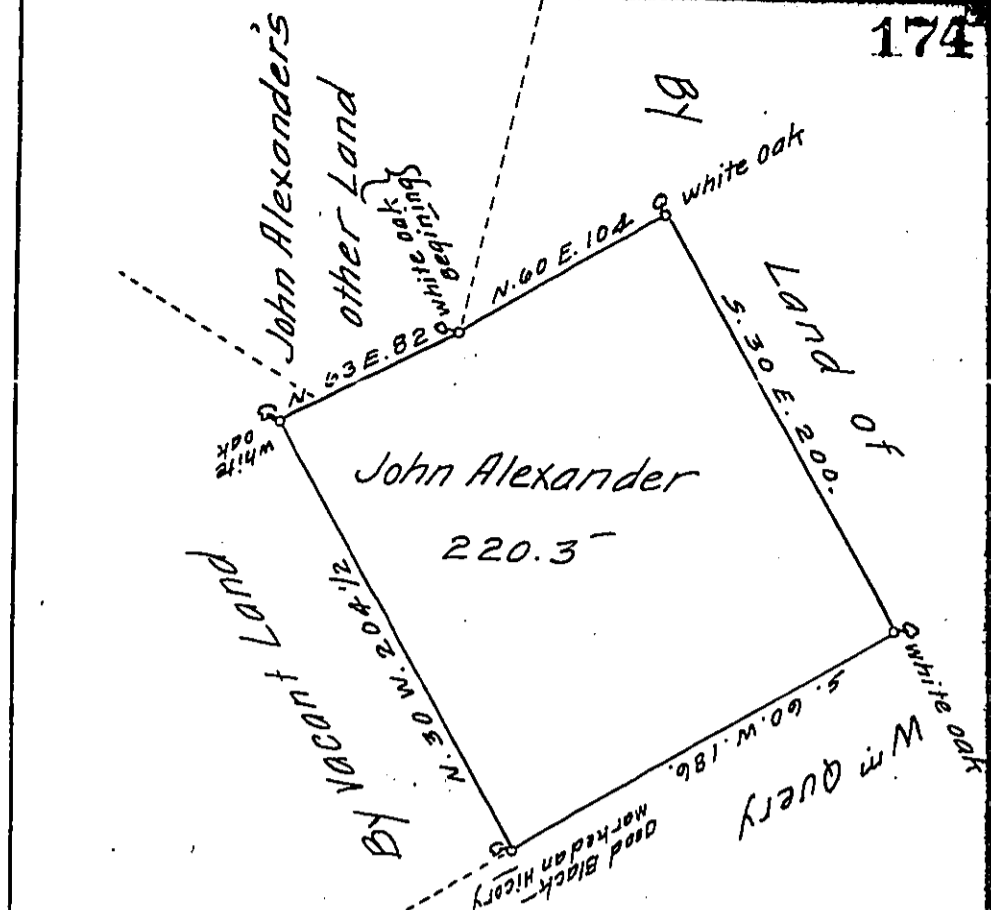 174
John Alexander's
other Land
white oak
Begining
By
white oak
N. 60 E. 104
N. 63 E. 82
Land of
S. 30 E. 200.
white
oak
John Alexander
220.3
By Vacant Land
N. 30 W. 204 1/2
S. 60. W. 186.
white oak
Wm Query
Dead Black-
marked an Hicory